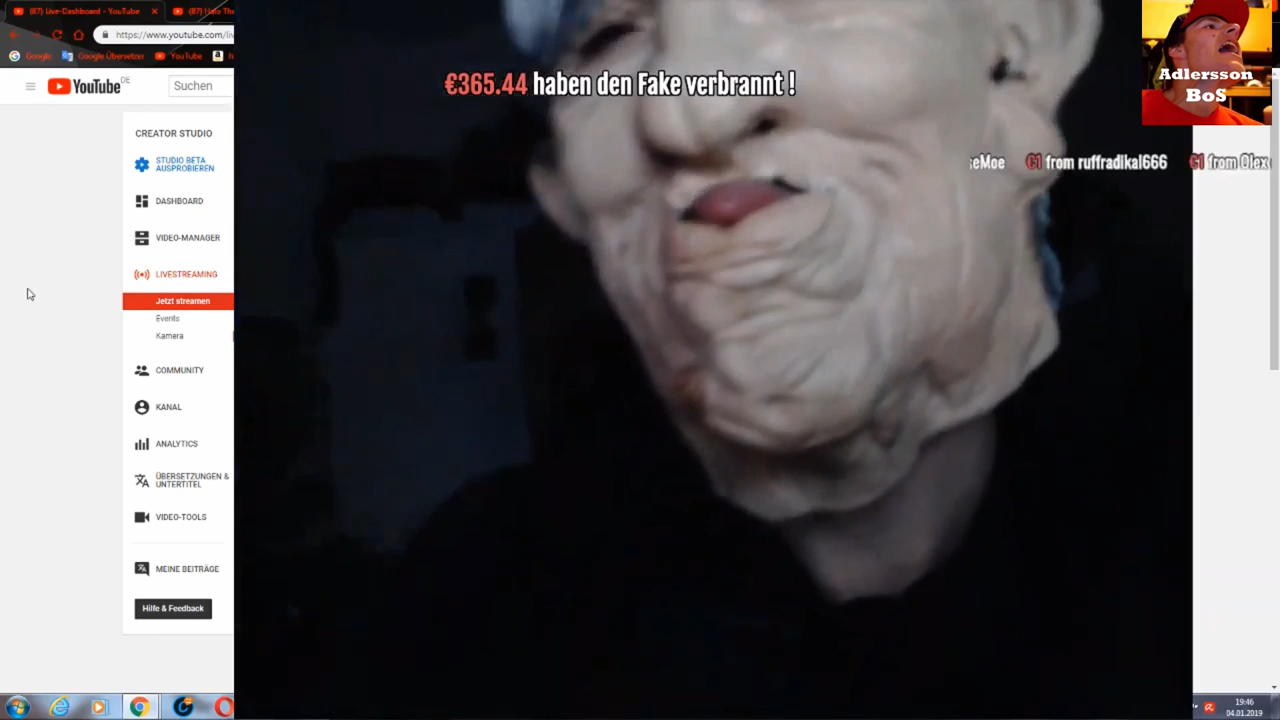 (87) Live-Dashboard - YouTube
(87) Halo The
https://www.youtube.com/liv
Google
Google Übersetzer
YouTube
YouTube DE
Suchen
€365.44 haben den Fake verbrannt !
Adlersson
BoS
seMoe €1 from ruffradikal666 €1 from Olex
CREATOR STUDIO
STUDIO BETA
AUSPROBIEREN
DASHBOARD
VIDEO-MANAGER
LIVESTREAMING
Jetzt streamen
Events
Kamera
COMMUNITY
KANAL
ANALYTICS
ÜBERSETZUNGEN &
UNTERTITEL
VIDEO-TOOLS
MEINE BEITRÄGE
Hilfe & Feedback
19:46
04.01.2019